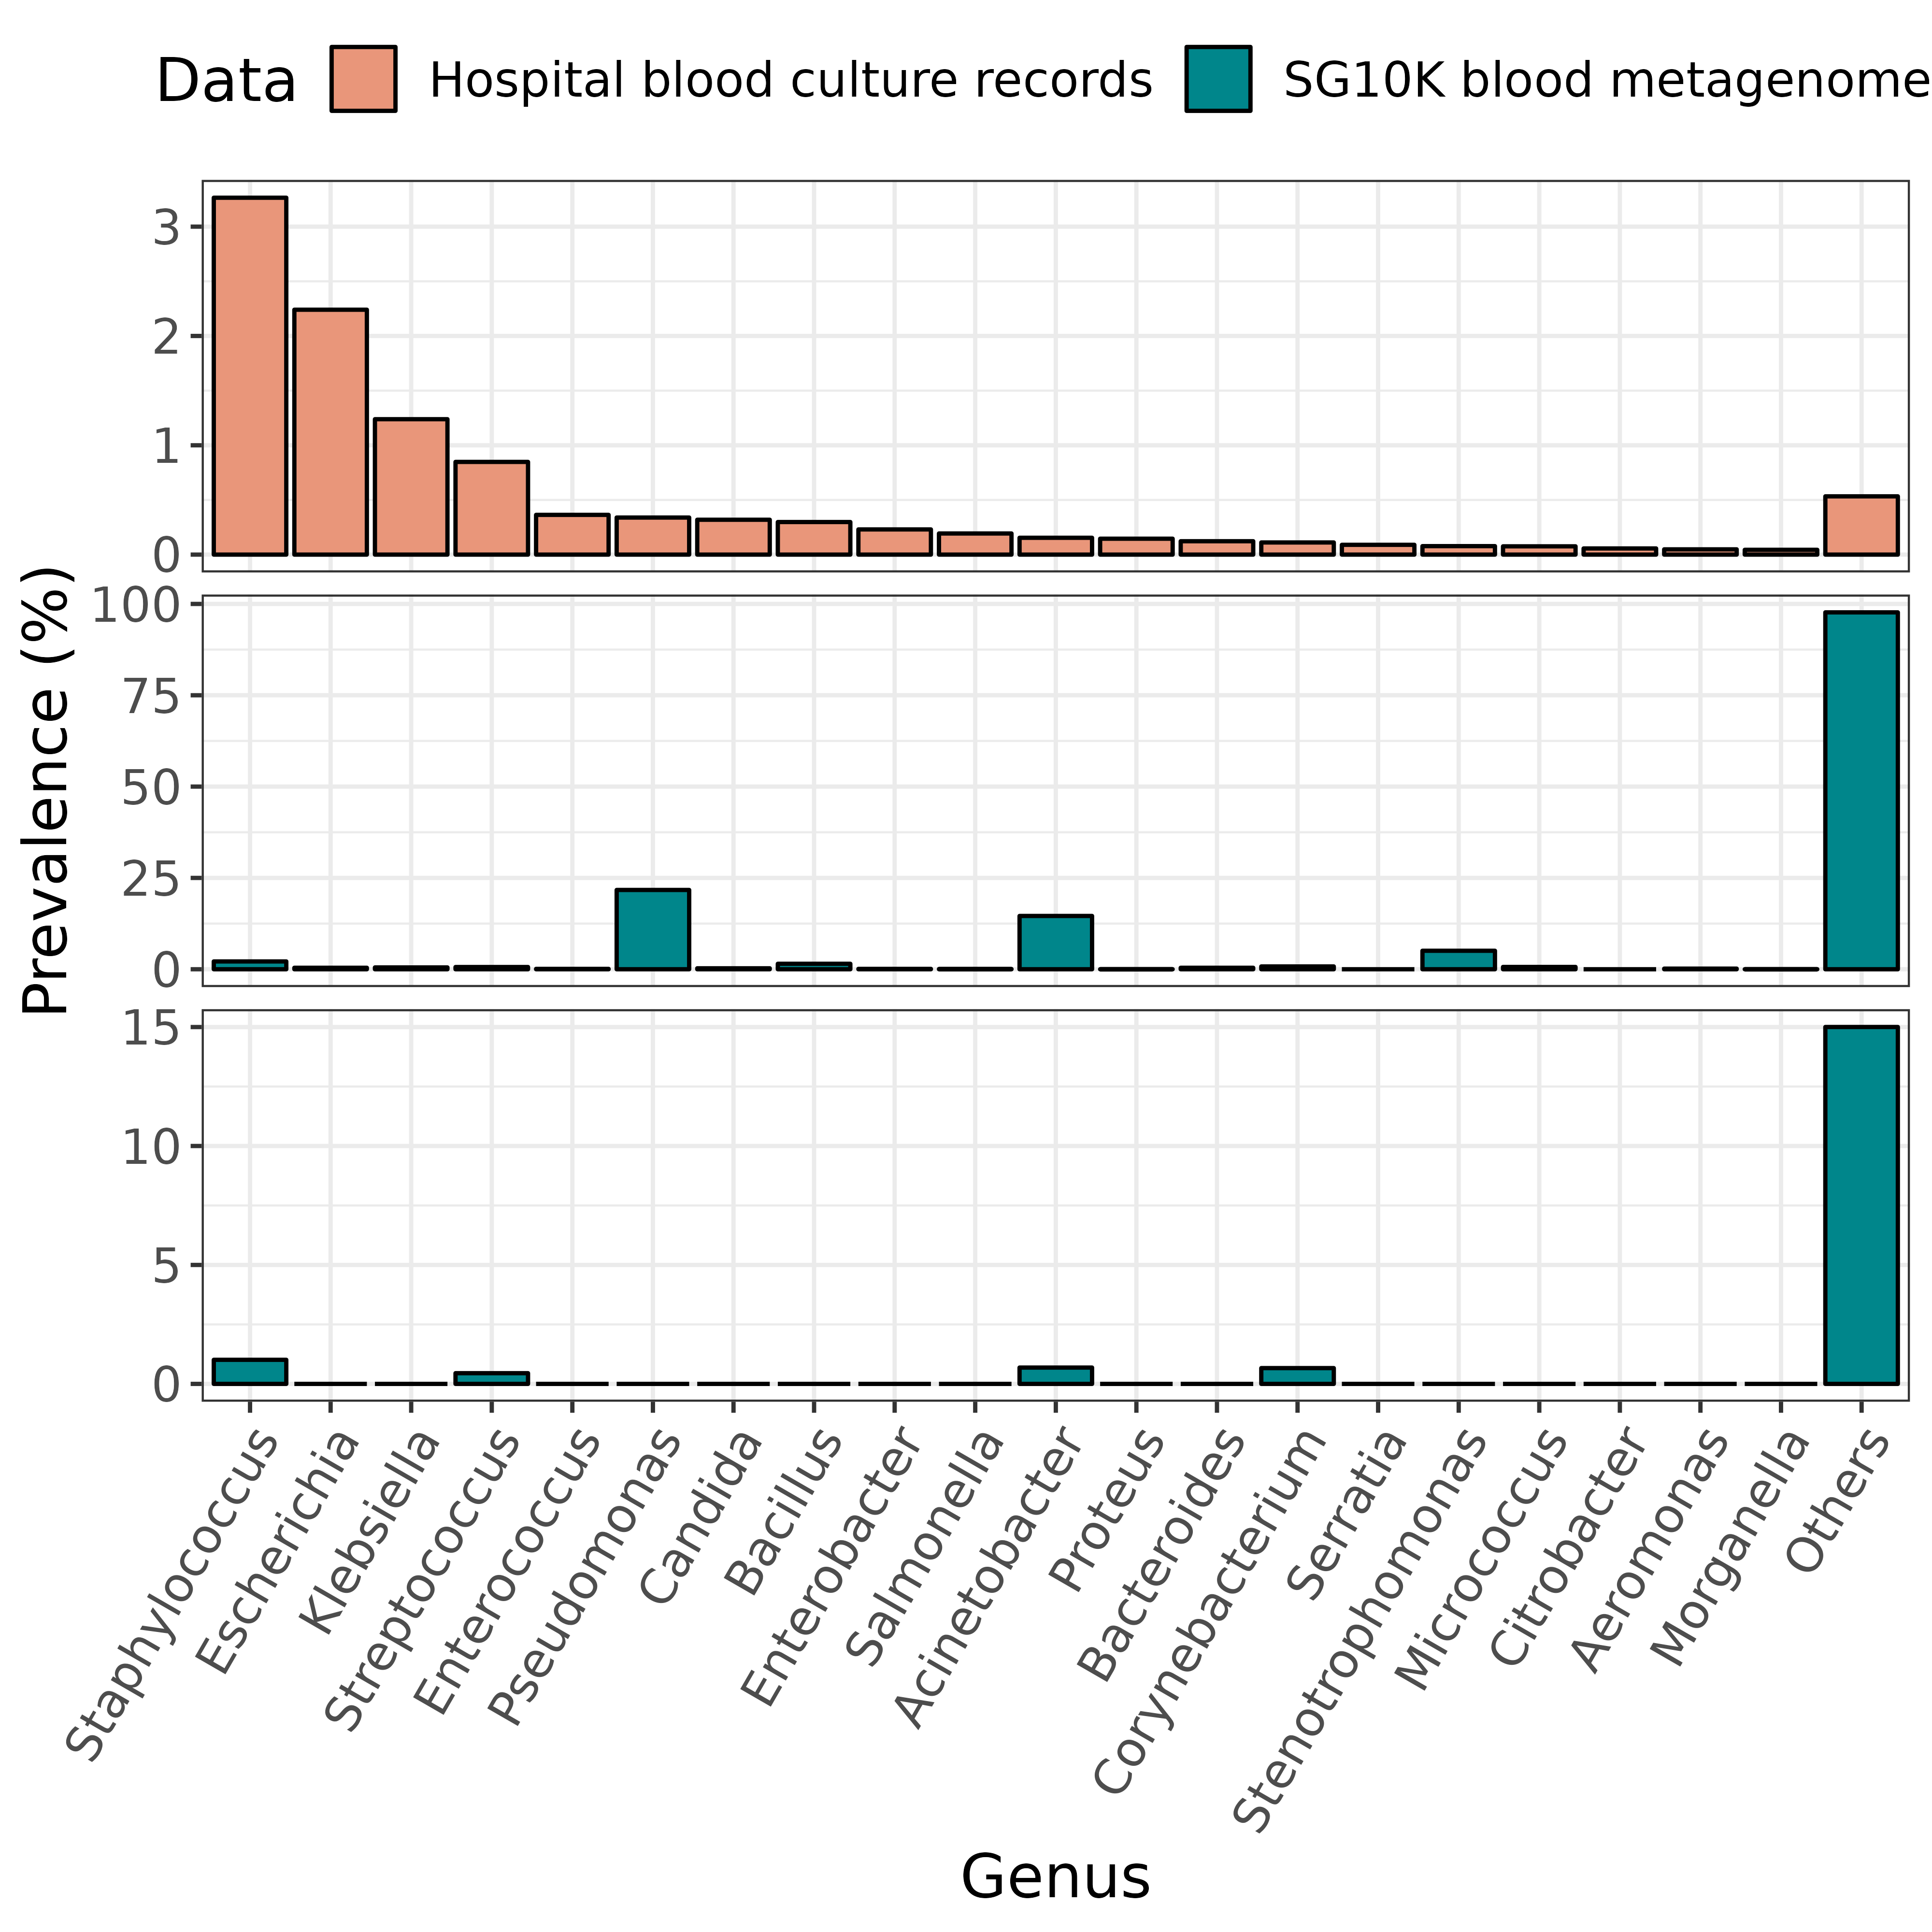 Data Hospital blood culture records SG10K blood metagenome
Prevalence (%)
3
2
1
0
100
75
50
25
0
15
10
5
0
Staphylococcus
Escherichia
Klebsiella
Streptococcus
Enterococcus
Pseudomonas
Candida
Bacillus
Enterobacter
Salmonella
Acinetobacter
Proteus
Bacteroides
Corynebacterium
Serratia
Stenotrophomonas
Micrococcus
Citrobacter
Aeromonas
Morganella
Others
Genus